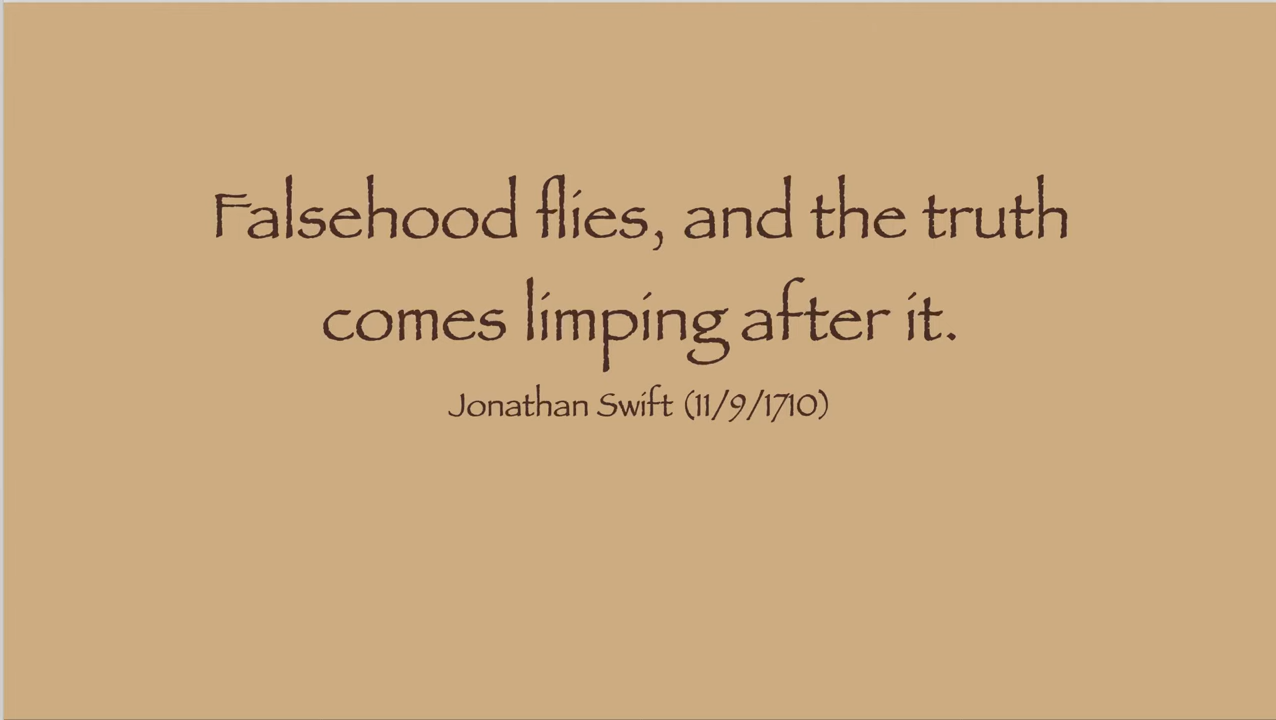 Falsehood flies, and the truth
comes limping after it.
Jonathan Swift (11/9/1710)